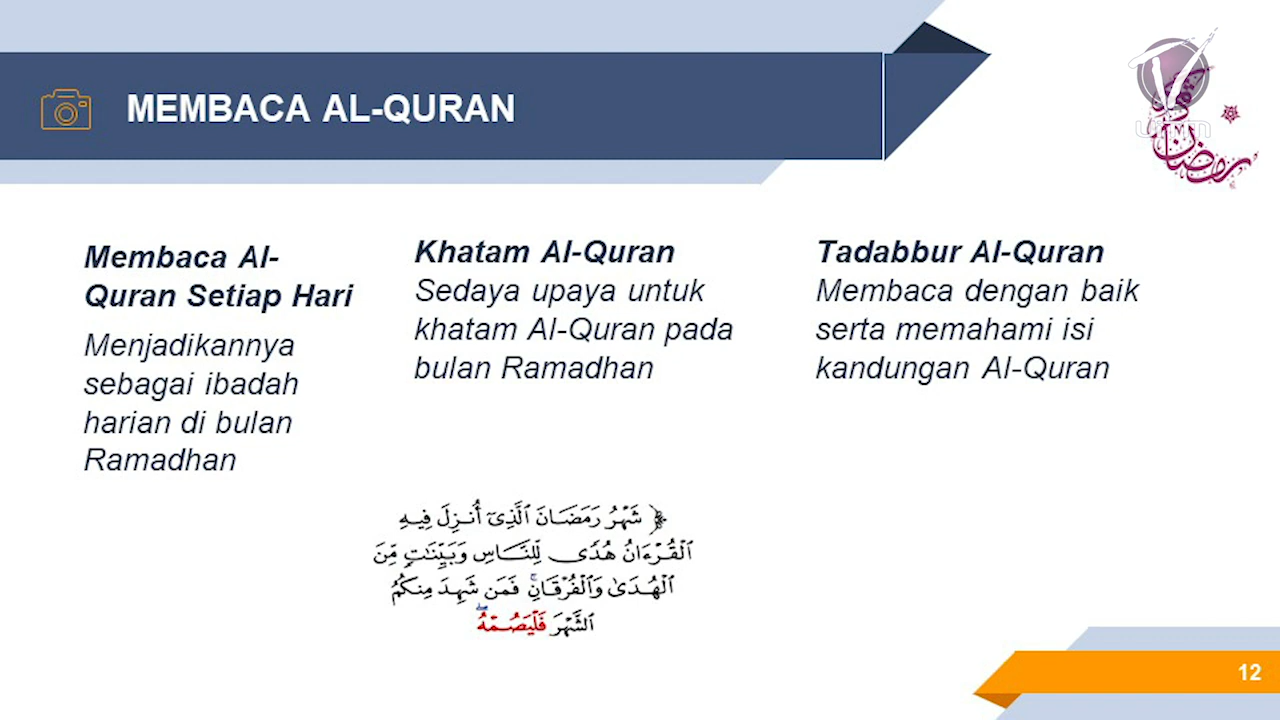 MEMBACA AL-QURAN
Membaca Al-
Quran Setiap Hari
Menjadikannya
sebagai ibadah
harian di bulan
Ramadhan
Khatam Al-Quran
Sedaya upaya untuk
khatam Al-Quran pada
bulan Ramadhan
Tadabbur Al-Quran
Membaca dengan baik
serta memahami isi
kandungan Al-Quran
﴿ شَهْرُ رَمَضَانَ ٱلَّذِىٓ أُنزِلَ فِيهِ
ٱلْقُرْءَانُ هُدًى لِّلنَّاسِ وَبَيِّنَٰتٍ مِّنَ
ٱلْهُدَىٰ وَٱلْفُرْقَانِ ۚ فَمَن شَهِدَ مِنكُمُ
ٱلشَّهْرَ فَلْيَصُمْهُ ۖ
12